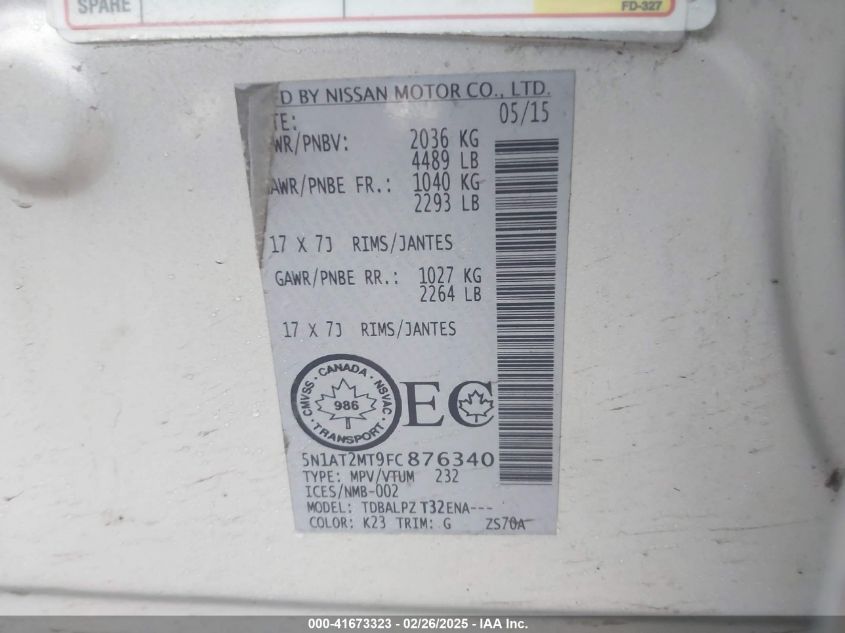 SPARE
FD-327
ED BY NISSAN MOTOR CO., LTD.
TE: 05/15
WR/PNBV: 2036 KG
4489 LB
AWR/PNBE FR.: 1040 KG
2293 LB
17 X 7J RIMS/JANTES
GAWR/PNBE RR.: 1027 KG
2264 LB
17 X 7J RIMS/JANTES
CMVSS · CANADA · NSVAC · TRANSPORT ·
986
EC
5N1AT2MT9FC876340
TYPE: MPV/VTUM 232
ICES/NMB-002
MODEL: TDBALPZ T32ENA---
COLOR: K23 TRIM: G ZS70A
000-41673323 - 02/26/2025 - IAA Inc.